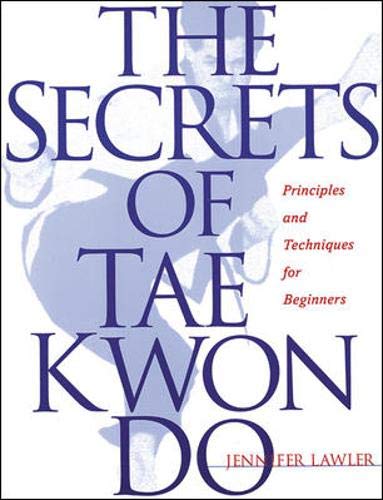 THE
SECRETS
OF
TAE
KWON
DO
Principles
and
Techniques
for
Beginners
JENNIFER LAWLER